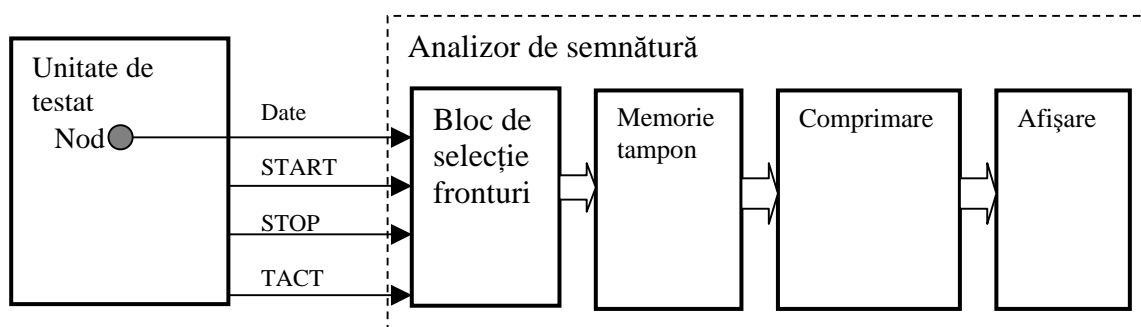 Analizor de semnătură
Unitate de
testat
Nod
Date
START
STOP
TACT
Bloc de
selecție
fronturi
Memorie
tampon
Comprimare
Afişare